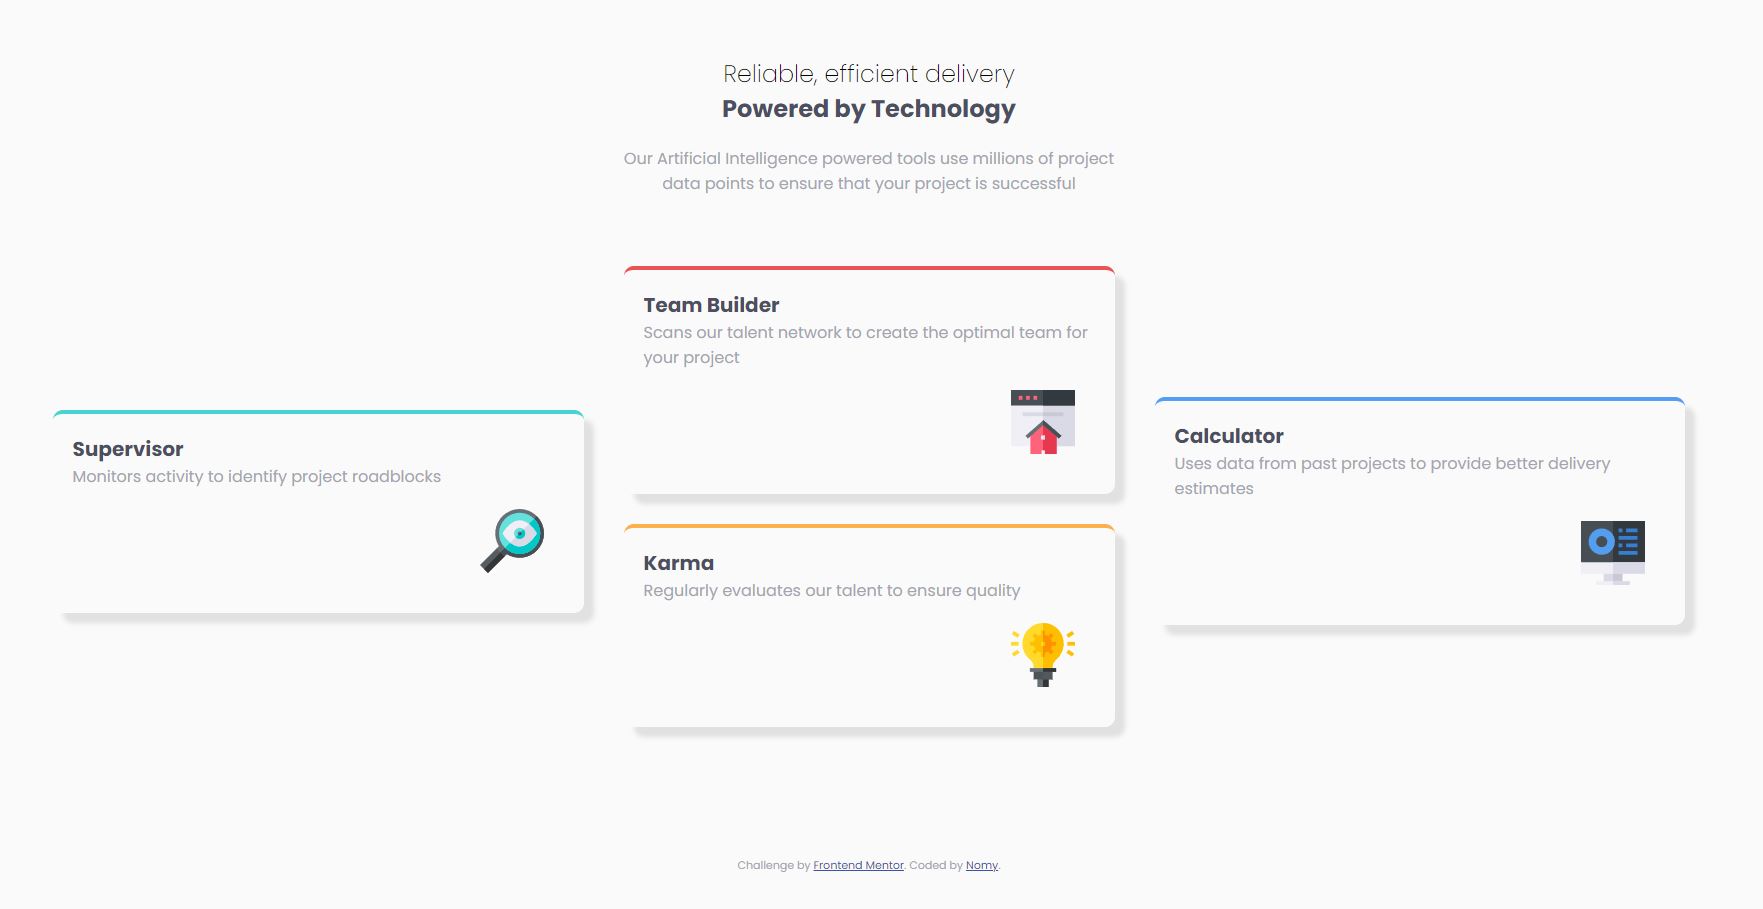 Reliable, efficient delivery
Powered by Technology
Our Artificial Intelligence powered tools use millions of project
data points to ensure that your project is successful
Supervisor
Monitors activity to identify project roadblocks
Team Builder
Scans our talent network to create the optimal team for
your project
Karma
Regularly evaluates our talent to ensure quality
Calculator
Uses data from past projects to provide better delivery
estimates
Challenge by Frontend Mentor. Coded by Nomy.